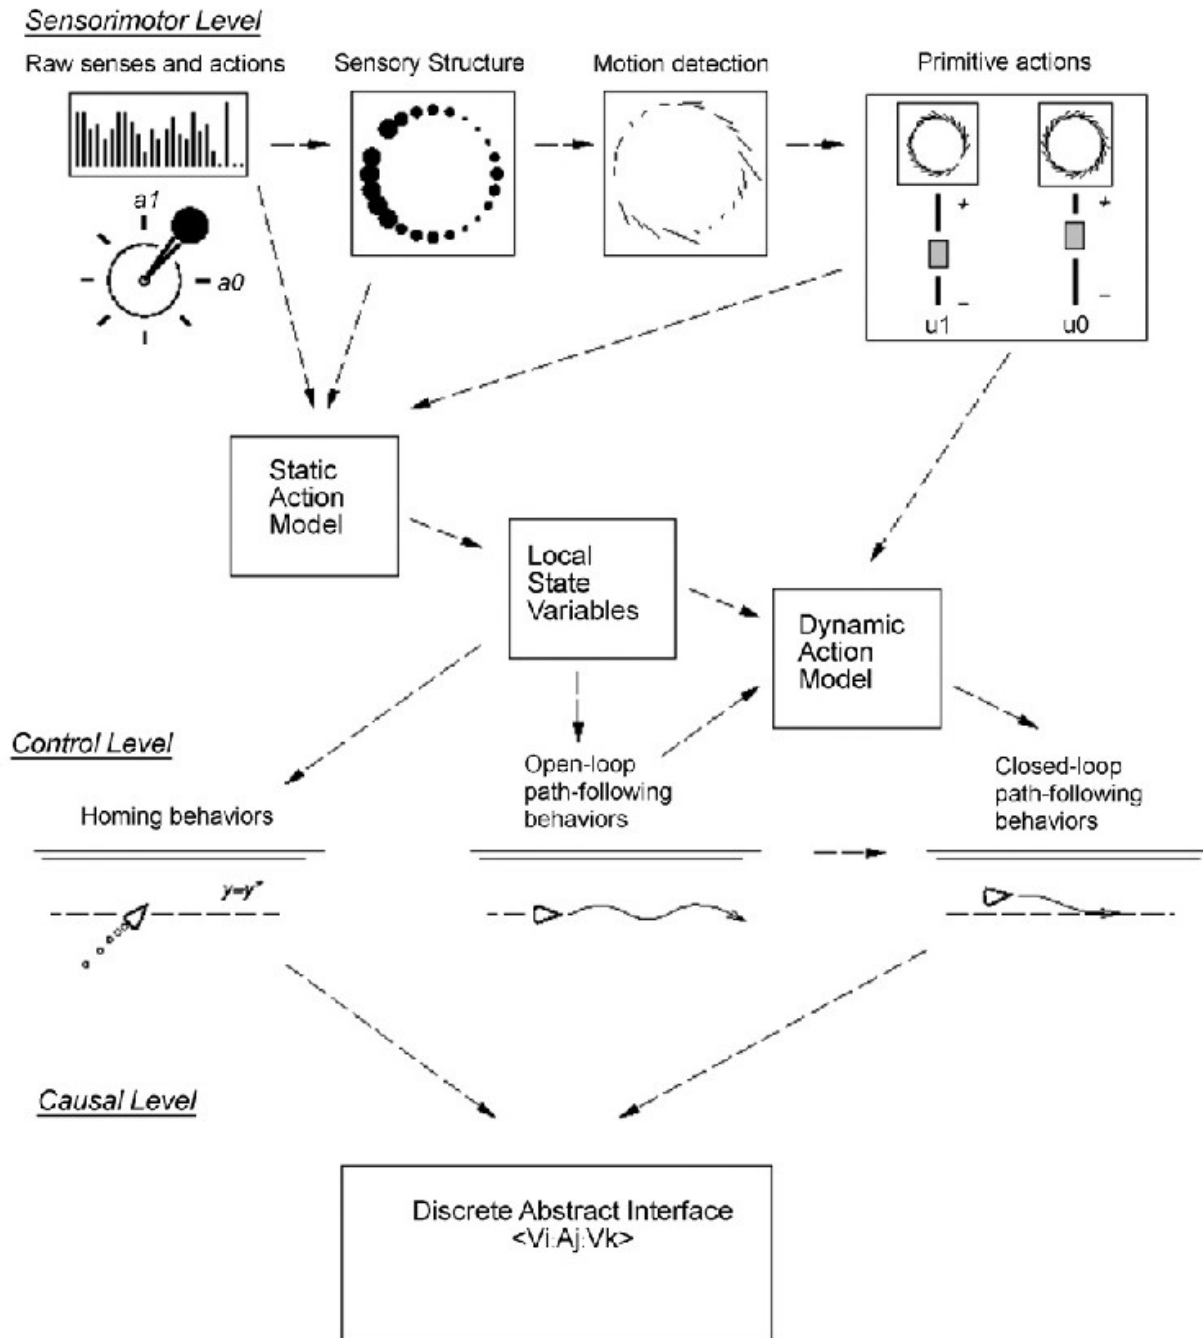 Sensorimotor Level
Raw senses and actions
Sensory Structure
Motion detection
Primitive actions
a1
a0
+
+
−
−
u1
u0
Static
Action
Model
Local
State
Variables
Dynamic
Action
Model
Control Level
Homing behaviors
Open-loop
path-following
behaviors
Closed-loop
path-following
behaviors
y=y*
Causal Level
Discrete Abstract Interface
<Vi:Aj:Vk>